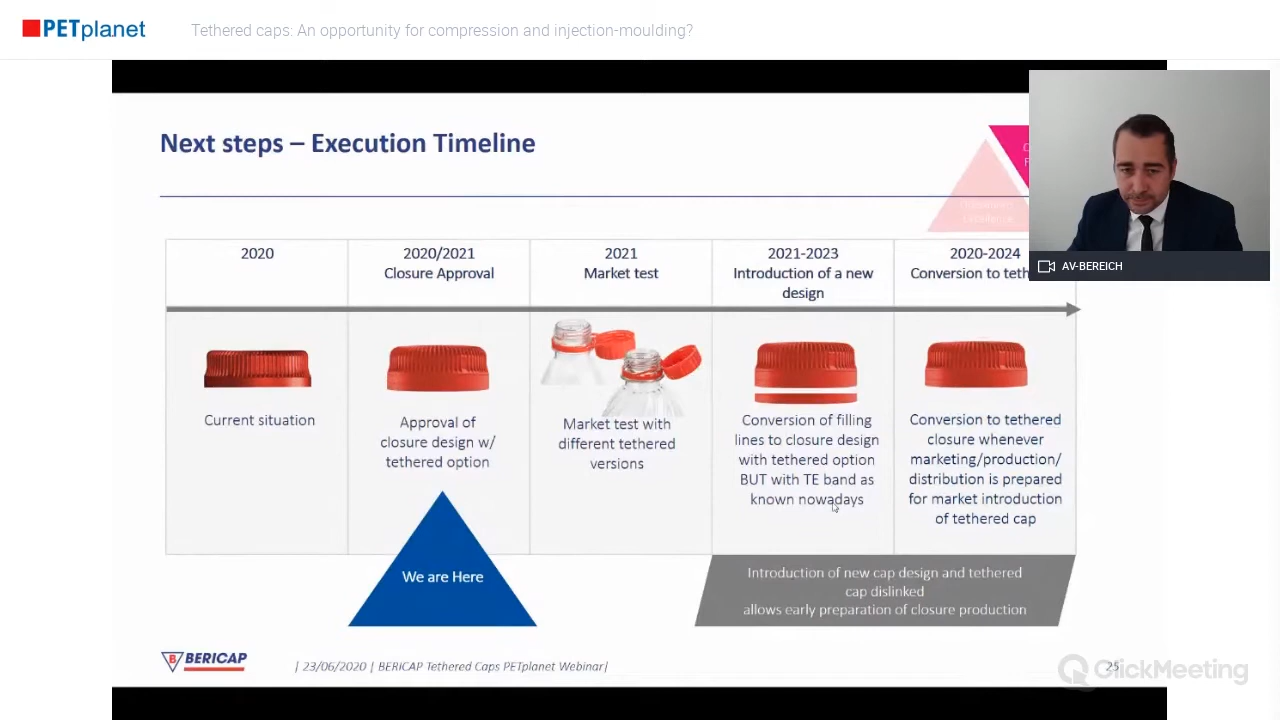 PETplanet
Tethered caps: An opportunity for compression and injection-moulding?
Next steps – Execution Timeline
AV-BEREICH
2020
2020/2021
Closure Approval
2021
Market test
2021-2023
Introduction of a new
design
2020-2024
Conversion to teth
Current situation
Approval of
closure design w/
tethered option
Market test with
different tethered
versions
Conversion of filling
lines to closure design
with tethered option
BUT with TE band as
known nowadays
Conversion to tethered
closure whenever
marketing/production/
distribution is prepared
for market introduction
of tethered cap
We are Here
Introduction of new cap design and tethered
cap dislinked
allows early preparation of closure production
B BERICAP
| 23/06/2020 | BERICAP Tethered Caps PETplanet Webinar|
25
ClickMeeting